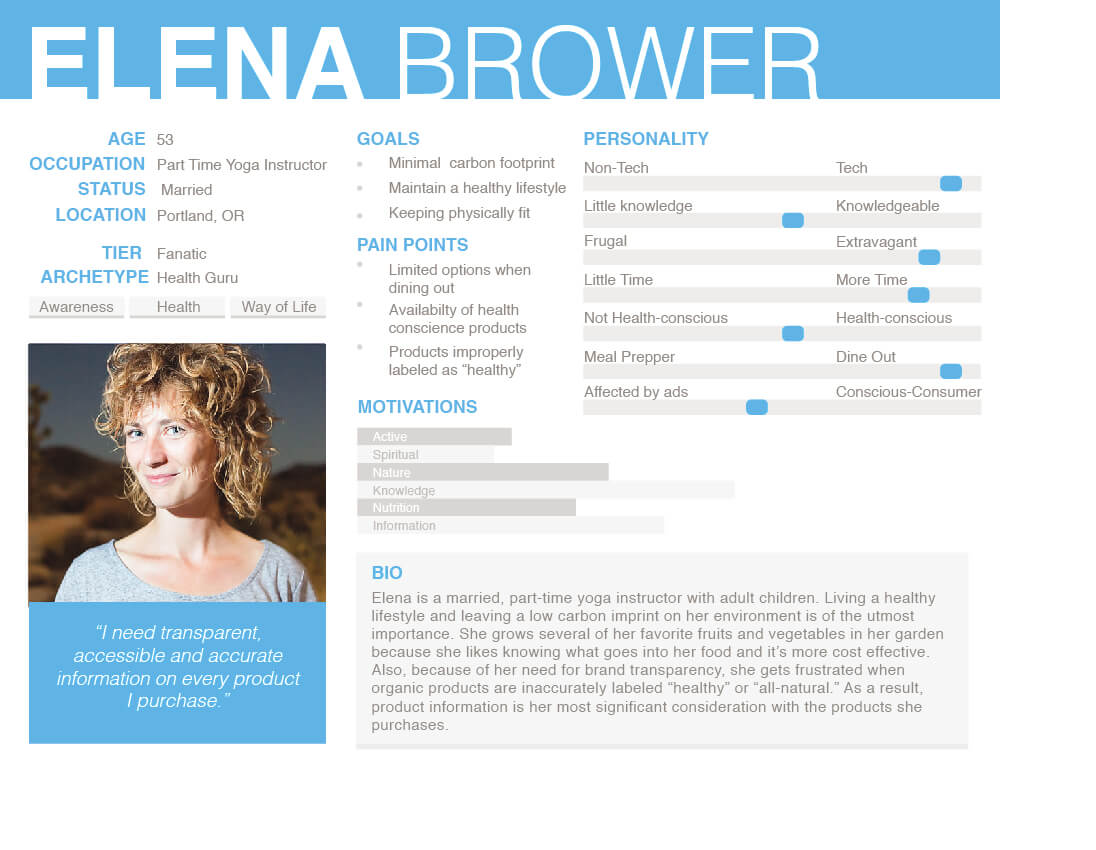 ELENA BROWER
AGE 53
OCCUPATION Part Time Yoga Instructor
STATUS Married
LOCATION Portland, OR
TIER Fanatic
ARCHETYPE Health Guru
Awareness Health Way of Life
“I need transparent,
accessible and accurate
information on every product
I purchase.”
GOALS
Minimal carbon footprint
Maintain a healthy lifestyle
Keeping physically fit
PAIN POINTS
Limited options when
dining out
Availabilty of health
conscience products
Products improperly
labeled as “healthy”
MOTIVATIONS
Active
Spiritual
Nature
Knowledge
Nutrition
Information
PERSONALITY
Non-Tech Tech
Little knowledge Knowledgeable
Frugal Extravagant
Little Time More Time
Not Health-conscious Health-conscious
Meal Prepper Dine Out
Affected by ads Conscious-Consumer
BIO
Elena is a married, part-time yoga instructor with adult children. Living a healthy
lifestyle and leaving a low carbon imprint on her environment is of the utmost
importance. She grows several of her favorite fruits and vegetables in her garden
because she likes knowing what goes into her food and it’s more cost effective.
Also, because of her need for brand transparency, she gets frustrated when
organic products are inaccurately labeled “healthy” or “all-natural.” As a result,
product information is her most significant consideration with the products she
purchases.